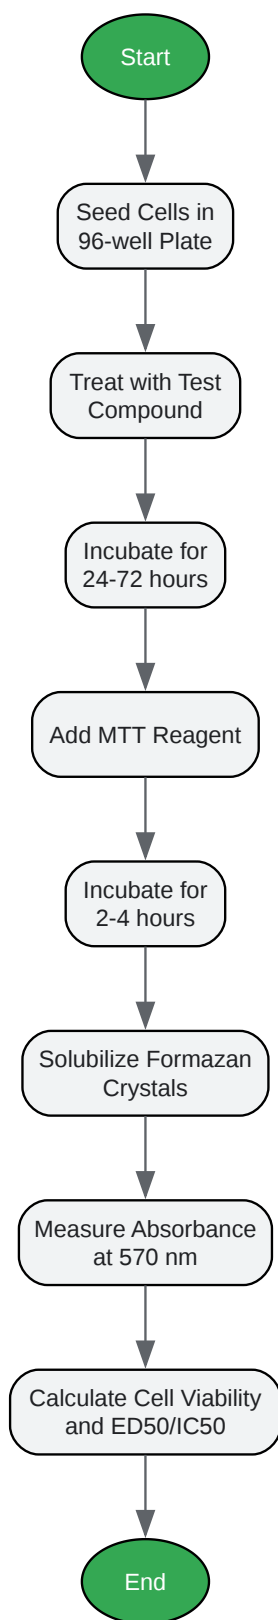 Start
Seed Cells in
96-well Plate
Treat with Test
Compound
Incubate for
24-72 hours
Add MTT Reagent
Incubate for
2-4 hours
Solubilize Formazan
Crystals
Measure Absorbance
at 570 nm
Calculate Cell Viability
and ED50/IC50
End